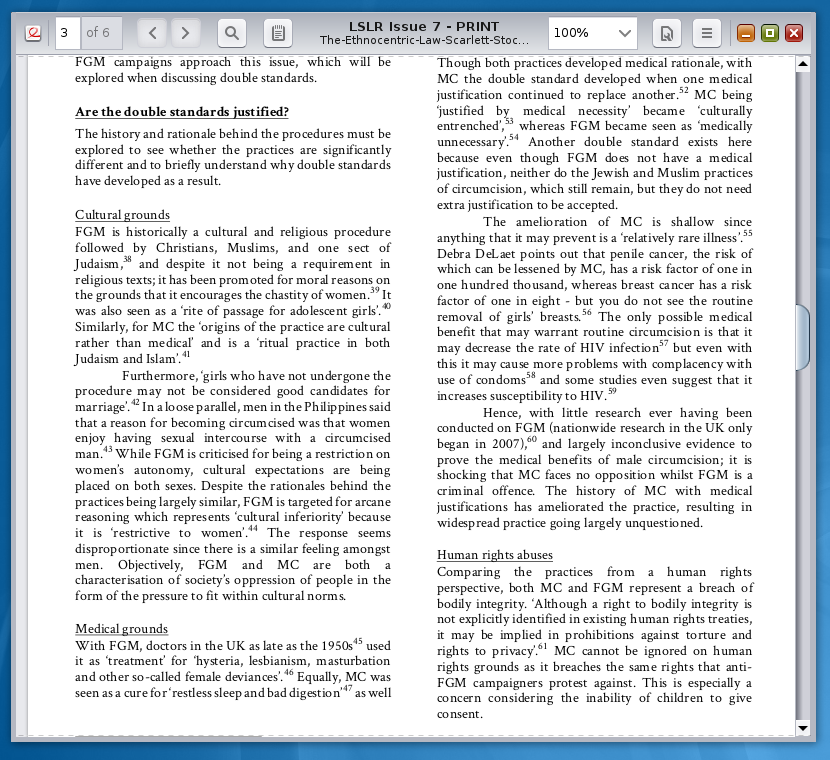 LSLR Issue 7 - PRINT
The-Ethnocentric-Law-Scarlett-Stoc...
3
of 6
100%
FGM campaigns approach this issue, which will be
explored when discussing double standards.
Are the double standards justified?
The history and rationale behind the procedures must be
explored to see whether the practices are significantly
different and to briefly understand why double standards
have developed as a result.
Cultural grounds
FGM is historically a cultural and religious procedure
followed by Christians, Muslims, and one sect of
Judaism,38 and despite it not being a requirement in
religious texts; it has been promoted for moral reasons on
the grounds that it encourages the chastity of women.39 It
was also seen as a ‘rite of passage for adolescent girls’.40
Similarly, for MC the ‘origins of the practice are cultural
rather than medical’ and is a ‘ritual practice in both
Judaism and Islam’.41
Furthermore, ‘girls who have not undergone the
procedure may not be considered good candidates for
marriage’.42 In a loose parallel, men in the Philippines said
that a reason for becoming circumcised was that women
enjoy having sexual intercourse with a circumcised
man.43 While FGM is criticised for being a restriction on
women’s autonomy, cultural expectations are being
placed on both sexes. Despite the rationales behind the
practices being largely similar, FGM is targeted for arcane
reasoning which represents ‘cultural inferiority’ because
it is ‘restrictive to women’.44 The response seems
disproportionate since there is a similar feeling amongst
men. Objectively, FGM and MC are both a
characterisation of society’s oppression of people in the
form of the pressure to fit within cultural norms.
Medical grounds
With FGM, doctors in the UK as late as the 1950s45 used
it as ‘treatment’ for ‘hysteria, lesbianism, masturbation
and other so-called female deviances’.46 Equally, MC was
seen as a cure for ‘restless sleep and bad digestion’47 as well
Though both practices developed medical rationale, with
MC the double standard developed when one medical
justification continued to replace another.52 MC being
‘justified by medical necessity’ became ‘culturally
entrenched’,53 whereas FGM became seen as ‘medically
unnecessary’.54 Another double standard exists here
because even though FGM does not have a medical
justification, neither do the Jewish and Muslim practices
of circumcision, which still remain, but they do not need
extra justification to be accepted.
The amelioration of MC is shallow since
anything that it may prevent is a ‘relatively rare illness’.55
Debra DeLaet points out that penile cancer, the risk of
which can be lessened by MC, has a risk factor of one in
one hundred thousand, whereas breast cancer has a risk
factor of one in eight - but you do not see the routine
removal of girls’ breasts.56 The only possible medical
benefit that may warrant routine circumcision is that it
may decrease the rate of HIV infection57 but even with
this it may cause more problems with complacency with
use of condoms58 and some studies even suggest that it
increases susceptibility to HIV.59
Hence, with little research ever having been
conducted on FGM (nationwide research in the UK only
began in 2007),60 and largely inconclusive evidence to
prove the medical benefits of male circumcision; it is
shocking that MC faces no opposition whilst FGM is a
criminal offence. The history of MC with medical
justifications has ameliorated the practice, resulting in
widespread practice going largely unquestioned.
Human rights abuses
Comparing the practices from a human rights
perspective, both MC and FGM represent a breach of
bodily integrity. ‘Although a right to bodily integrity is
not explicitly identified in existing human rights treaties,
it may be implied in prohibitions against torture and
rights to privacy’.61 MC cannot be ignored on human
rights grounds as it breaches the same rights that anti-
FGM campaigners protest against. This is especially a
concern considering the inability of children to give
consent.